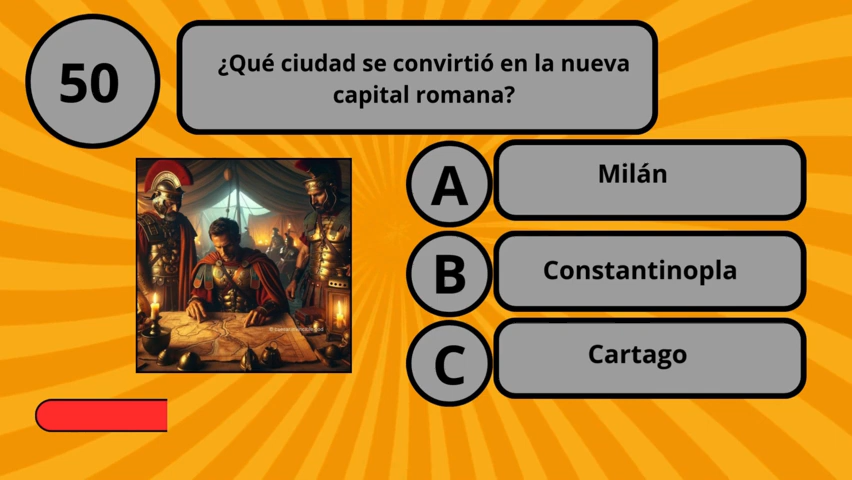 50
¿Qué ciudad se convirtió en la nueva
capital romana?
A
Milán
B
Constantinopla
C
Cartago